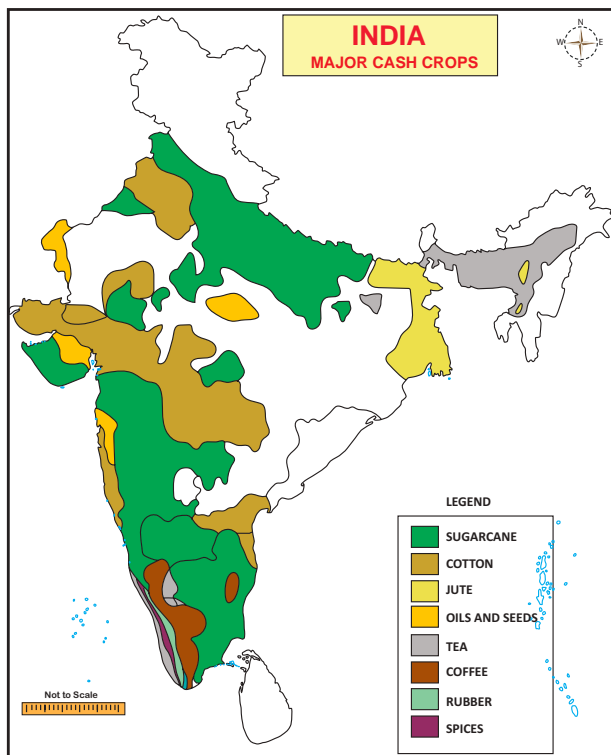 INDIA
MAJOR CASH CROPS
N
W E
S
LEGEND
SUGARCANE
COTTON
JUTE
OILS AND SEEDS
TEA
COFFEE
RUBBER
SPICES
Not to Scale